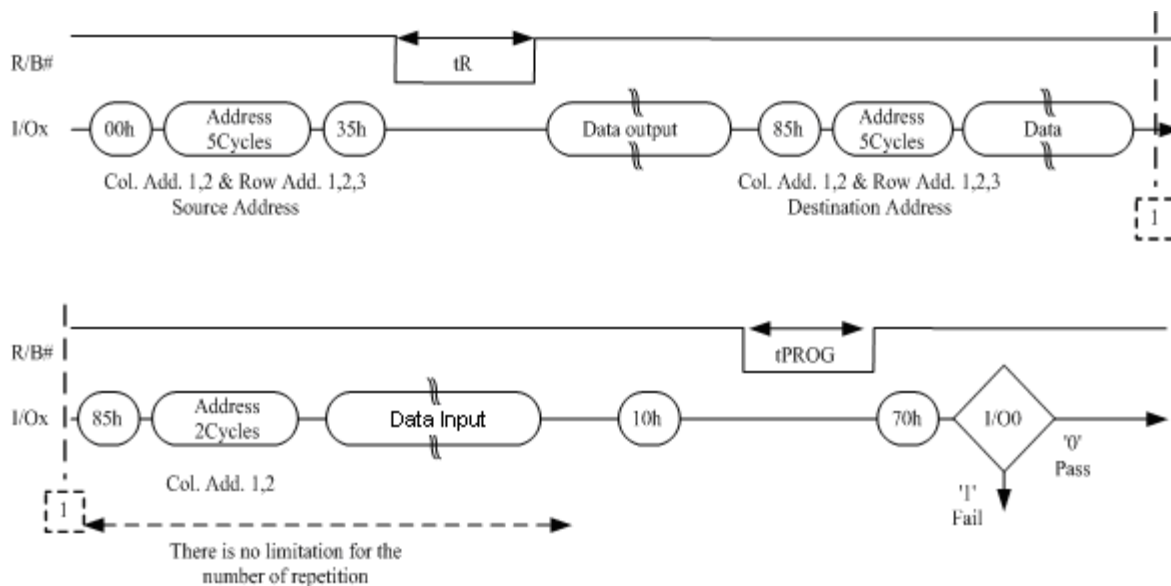 R/B#
tR
I/Ox
00h
Address
5Cycles
35h
Data output
85h
Address
5Cycles
Data
Col. Add. 1,2 & Row Add. 1,2,3
Source Address
Col. Add. 1,2 & Row Add. 1,2,3
Destination Address
1
R/B#
tPROG
I/Ox
85h
Address
2Cycles
Data Input
10h
70h
I/O0
'0'
Pass
Col. Add. 1,2
'1'
Fail
1
There is no limitation for the
number of repetition